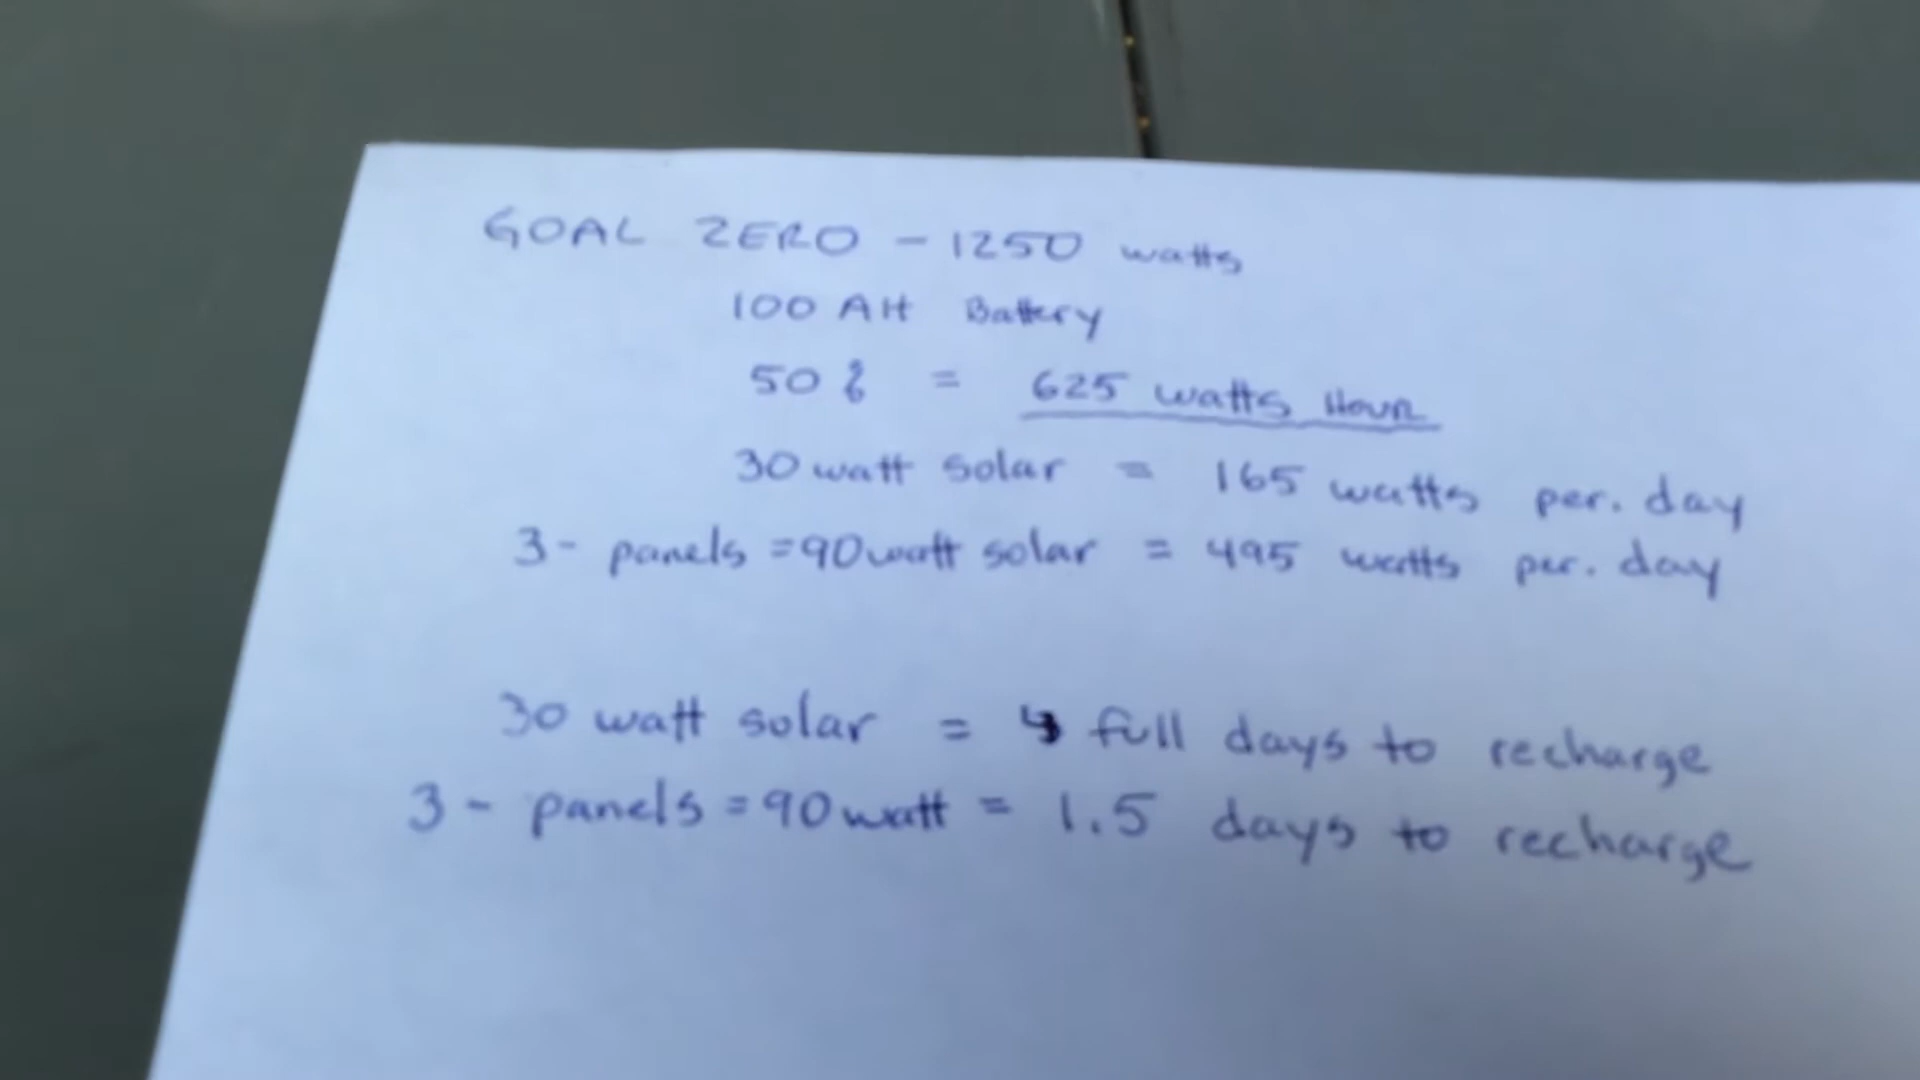 GOAL ZERO - 1250 watts
100 AH Battery
50 % = 625 watts Hour
30 watt solar = 165 watts per. day
3 - panels = 90 watt solar = 495 watts per. day
30 watt solar = 4 full days to recharge
3 - panels = 90 watt = 1.5 days to recharge